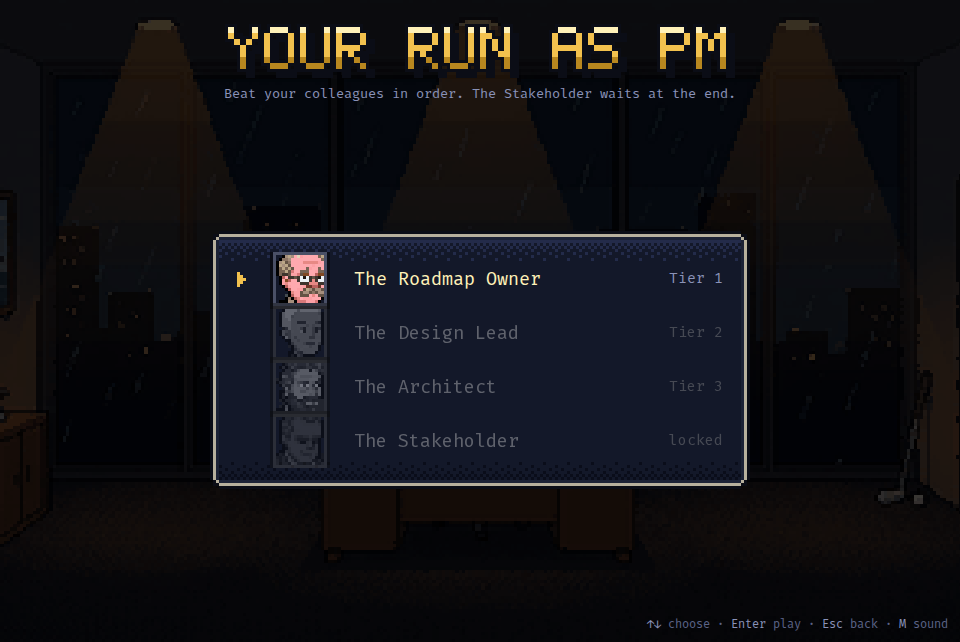 YOUR RUN AS PM
Beat your colleagues in order. The Stakeholder waits at the end.
The Roadmap Owner Tier 1
The Design Lead Tier 2
The Architect Tier 3
The Stakeholder locked
↑↓ choose · Enter play · Esc back · M sound